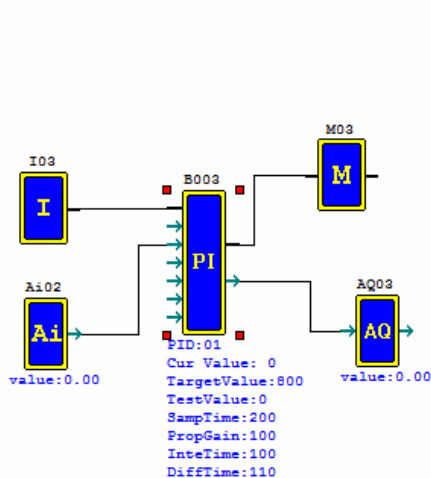 M03
M
I03
I
B003
PI
Ai02
Ai
value:0.00
AQ03
AQ
value:0.00
PID:01
Cur Value: 0
TargetValue:800
TestValue:0
SampTime:200
PropGain:100
InteTime:100
DiffTime:110